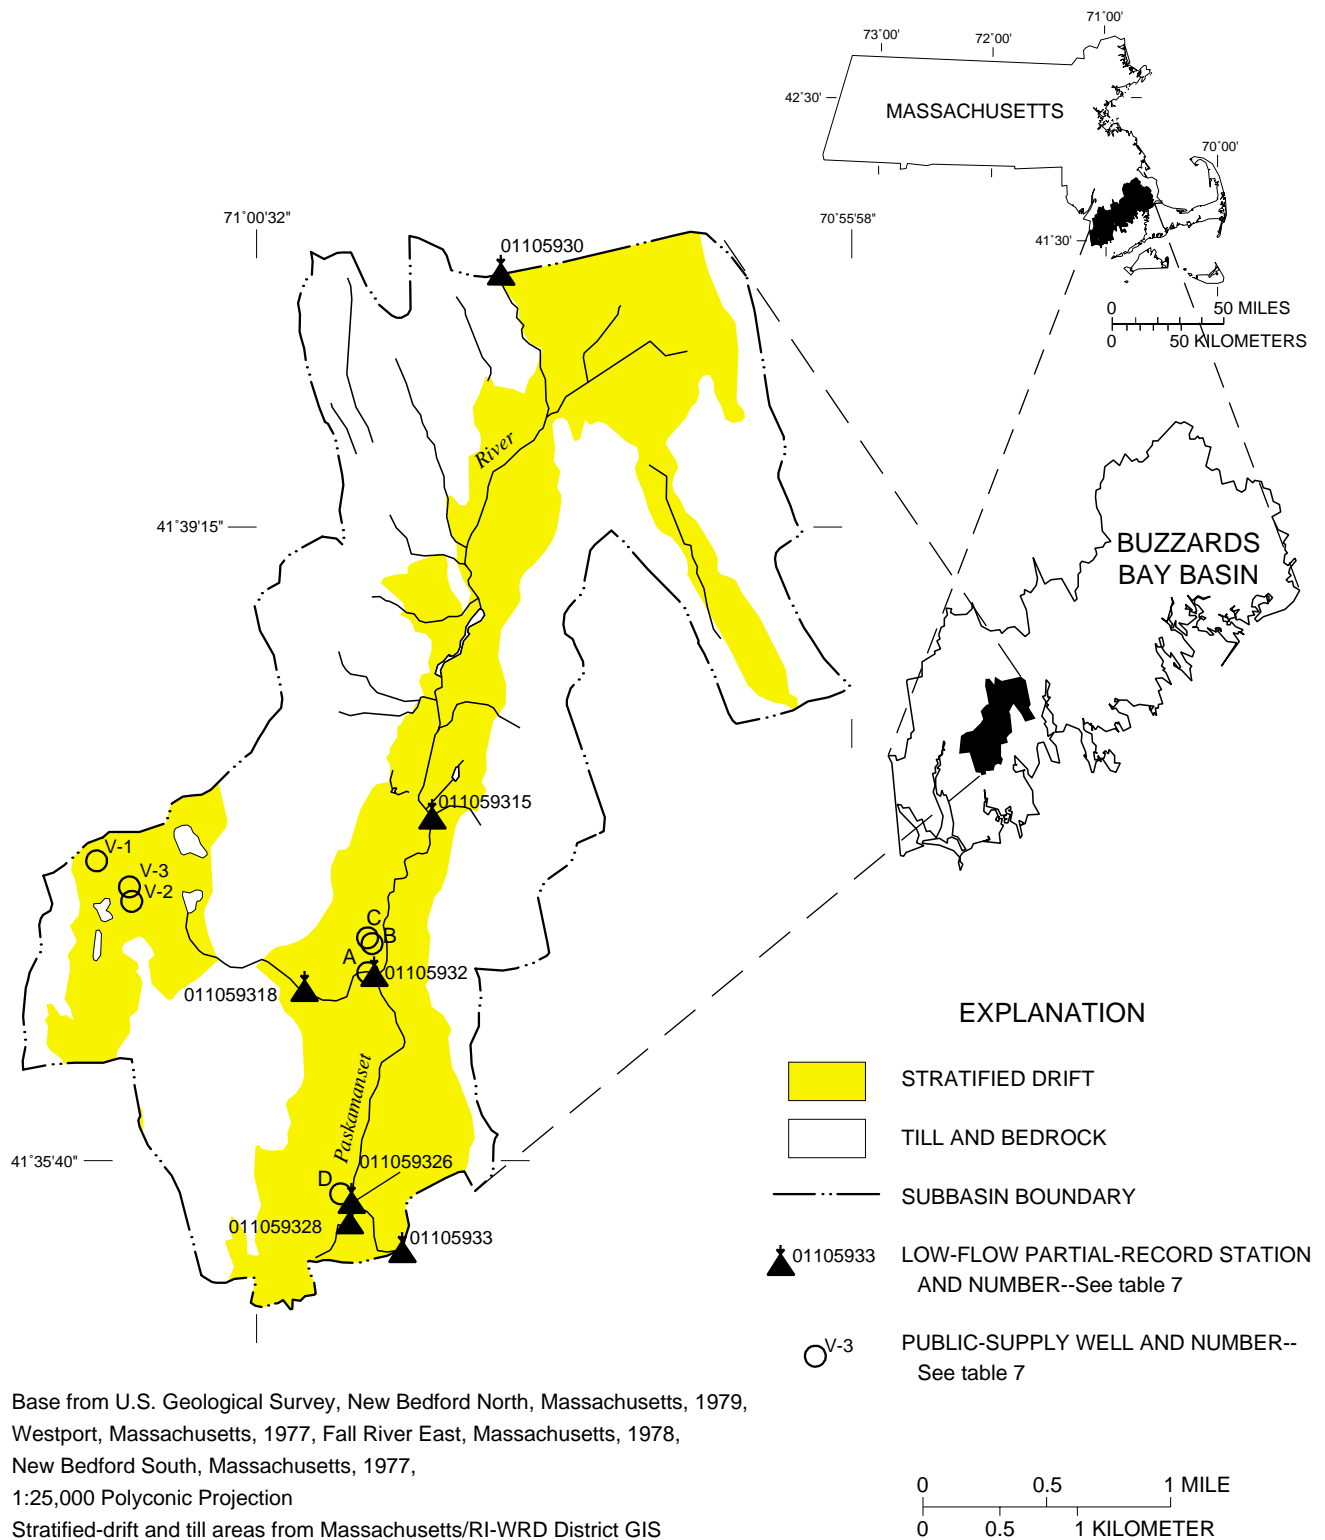 71°00'
73°00'
72°00'
42°30'
MASSACHUSETTS
70°00'
41°30'
0 50 MILES
0 50 KILOMETERS
71°00'32"
70°55'58"
01105930
River
41°39'15"
BUZZARDS
BAY BASIN
011059315
V-1
V-3
V-2
C
B
A
01105932
011059318
Paskamanset
41°35'40"
011059326
D
011059328
01105933
EXPLANATION
STRATIFIED DRIFT
TILL AND BEDROCK
SUBBASIN BOUNDARY
01105933 LOW-FLOW PARTIAL-RECORD STATION
AND NUMBER--See table 7
V-3 PUBLIC-SUPPLY WELL AND NUMBER--
See table 7
Base from U.S. Geological Survey, New Bedford North, Massachusetts, 1979,
Westport, Massachusetts, 1977, Fall River East, Massachusetts, 1978,
New Bedford South, Massachusetts, 1977,
1:25,000 Polyconic Projection
Stratified-drift and till areas from Massachusetts/RI-WRD District GIS
0 0.5 1 MILE
0 0.5 1 KILOMETER